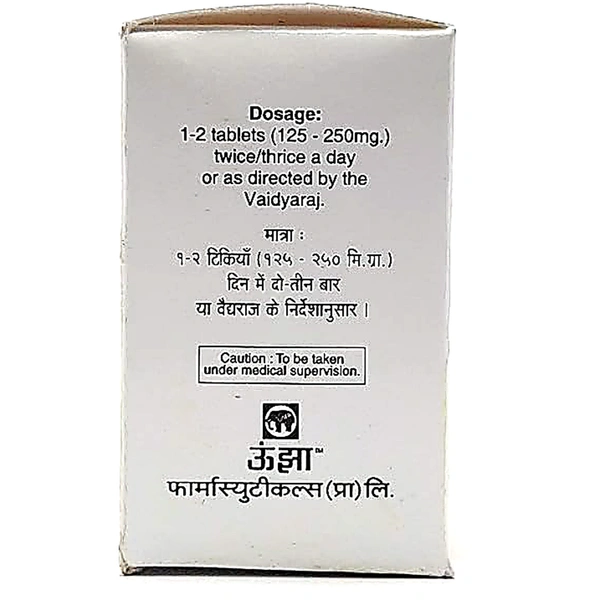 Dosage:
1-2 tablets (125 - 250mg.)
twice/thrice a day
or as directed by the
Vaidyaraj.
मात्रा :
१-२ टिकियाँ (१२५ - २५० मि.ग्रा.)
दिन में दो-तीन बार
या वैद्यराज के निर्देशानुसार।
Caution : To be taken
under medical supervision.
ऊंझा™
फार्मास्युटीकल्स (प्रा) लि.